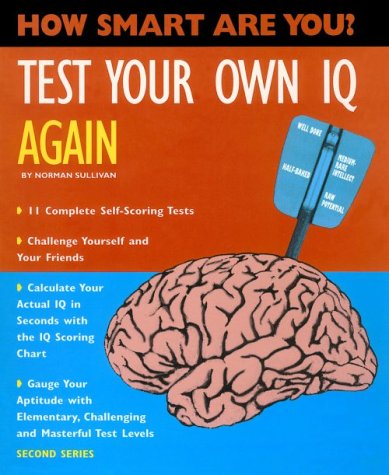 HOW SMART ARE YOU?
TEST YOUR OWN IQ
AGAIN
BY NORMAN SULLIVAN
WELL DONE
MEDIUM-
RARE
INTELLECT
HALF-BAKED
RAW
POTENTIAL
11 Complete Self-Scoring Tests
Challenge Yourself and
Your Friends
Calculate Your
Actual IQ in
Seconds with
the IQ Scoring
Chart
Gauge Your
Aptitude with
Elementary, Challenging
and Masterful Test Levels
SECOND SERIES